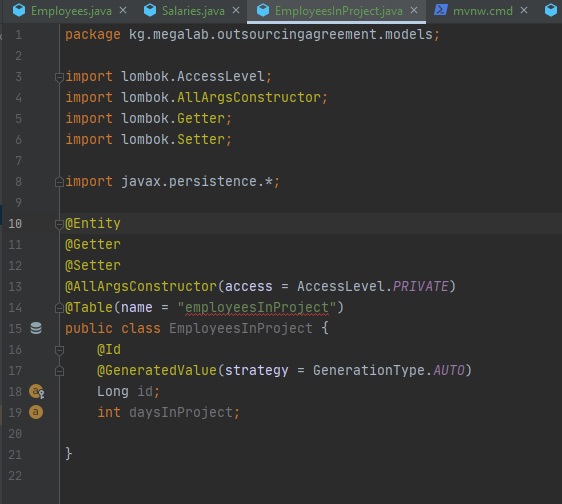 Employees.java × Salaries.java × EmployeesInProject.java × mvnw.cmd ×
1 package kg.megalab.outsourcingagreement.models;
2
3 import lombok.AccessLevel;
4 import lombok.AllArgsConstructor;
5 import lombok.Getter;
6 import lombok.Setter;
7
8 import javax.persistence.*;
9
10 @Entity
11 @Getter
12 @Setter
13 @AllArgsConstructor(access = AccessLevel.PRIVATE)
14 @Table(name = "employeesInProject")
15 public class EmployeesInProject {
16 @Id
17 @GeneratedValue(strategy = GenerationType.AUTO)
18 Long id;
19 int daysInProject;
20
21 }
22